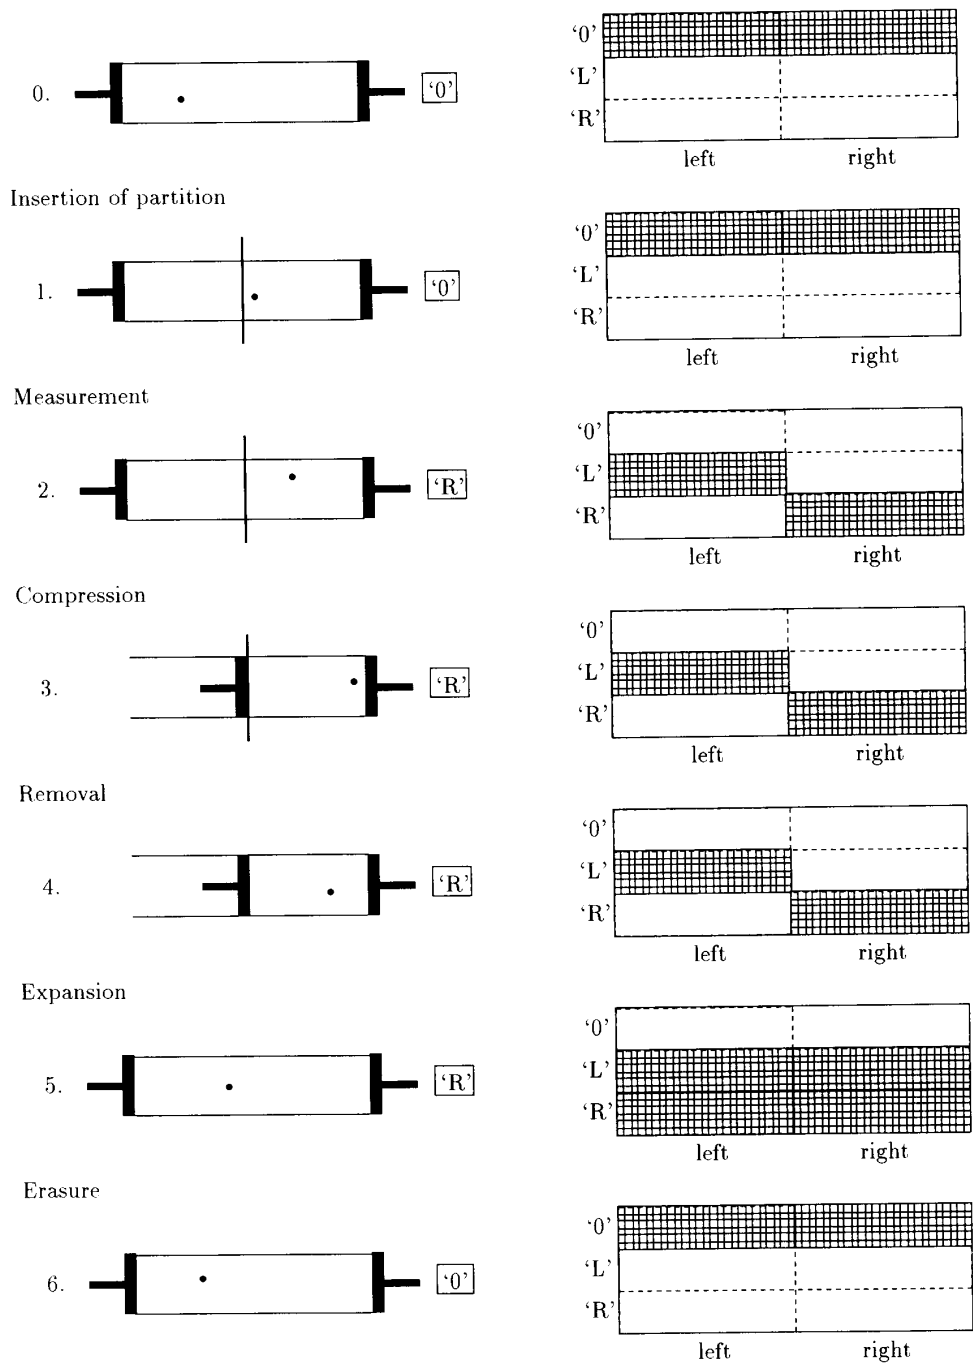 ‘0’
0. ‘0’ ‘L’
‘R’
left right
Insertion of partition
‘0’
1. ‘0’ ‘L’
‘R’
left right
Measurement
‘0’
2. ‘R’ ‘L’
‘R’
left right
Compression
‘0’
3. ‘R’ ‘L’
‘R’
left right
Removal
‘0’
4. ‘R’ ‘L’
‘R’
left right
Expansion
‘0’
5. ‘R’ ‘L’
‘R’
left right
Erasure
‘0’
6. ‘0’ ‘L’
‘R’
left right